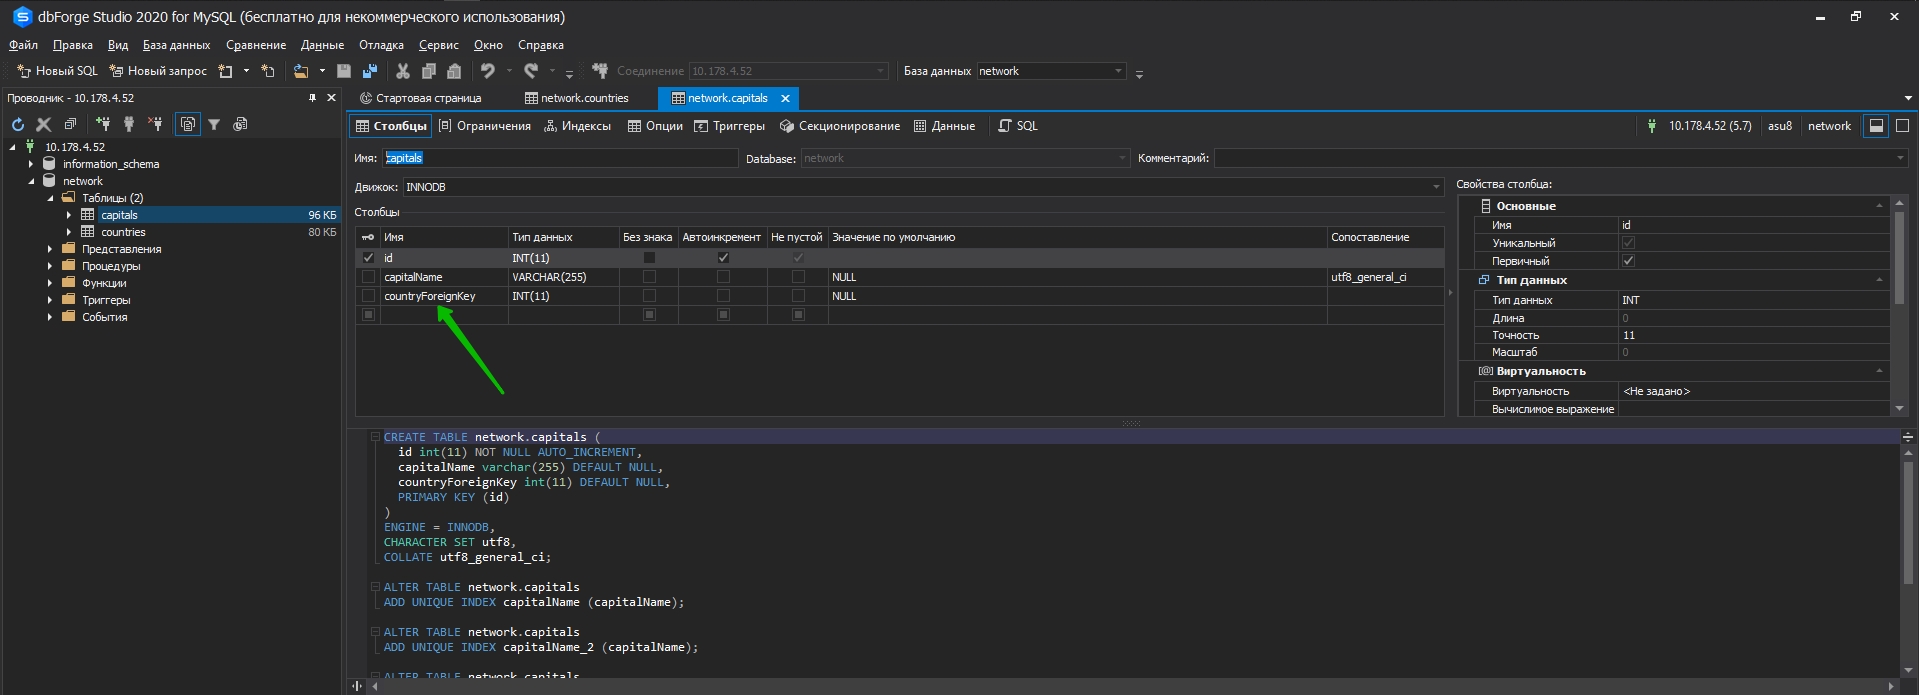 dbForge Studio 2020 for MySQL (бесплатно для некоммерческого использования)
Файл Правка Вид База данных Сравнение Данные Отладка Сервис Окно Справка
Новый SQL Новый запрос Соединение 10.178.4.52 База данных network
Проводник - 10.178.4.52
Стартовая страница network.countries network.capitals
Столбцы Ограничения Индексы Опции Триггеры Секционирование Данные SQL 10.178.4.52 (5.7) asu8 network
10.178.4.52
information_schema
network
Таблицы (2)
capitals 96 КБ
countries 80 КБ
Представления
Процедуры
Функции
Триггеры
События
Имя: capitals Database: network Комментарий:
Движок: INNODB
Столбцы
Имя Тип данных Без знака Автоинкремент Не пустой Значение по умолчанию Сопоставление
id INT(11)
capitalName VARCHAR(255) NULL utf8_general_ci
countryForeignKey INT(11) NULL
Свойства столбца:
Основные
Имя id
Уникальный
Первичный
Тип данных
Тип данных INT
Длина 0
Точность 11
Масштаб 0
Виртуальность
Виртуальность <Не задано>
Вычислимое выражение
CREATE TABLE network.capitals (
id int(11) NOT NULL AUTO_INCREMENT,
capitalName varchar(255) DEFAULT NULL,
countryForeignKey int(11) DEFAULT NULL,
PRIMARY KEY (id)
)
ENGINE = INNODB,
CHARACTER SET utf8,
COLLATE utf8_general_ci;
ALTER TABLE network.capitals
ADD UNIQUE INDEX capitalName (capitalName);
ALTER TABLE network.capitals
ADD UNIQUE INDEX capitalName_2 (capitalName);
ALTER TABLE network.capitals